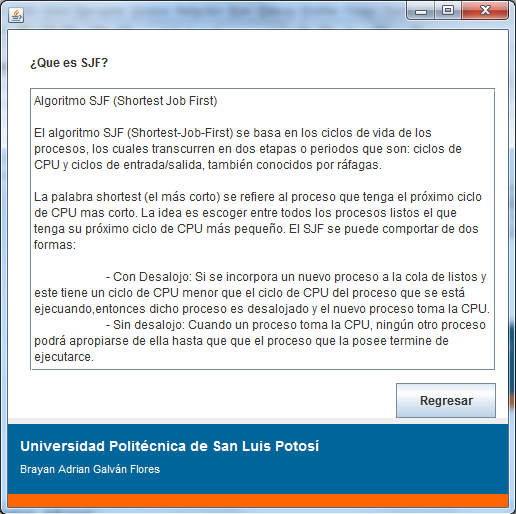 ¿Que es SJF?
Algoritmo SJF (Shortest Job First)
El algoritmo SJF (Shortest-Job-First) se basa en los ciclos de vida de los
procesos, los cuales transcurren en dos etapas o periodos que son: ciclos de
CPU y ciclos de entrada/salida, también conocidos por ráfagas.
La palabra shortest (el más corto) se refiere al proceso que tenga el próximo ciclo
de CPU mas corto. La idea es escoger entre todos los procesos listos el que
tenga su próximo ciclo de CPU más pequeño. El SJF se puede comportar de dos
formas:
- Con Desalojo: Si se incorpora un nuevo proceso a la cola de listos y
este tiene un ciclo de CPU menor que el ciclo de CPU del proceso que se está
ejecuando,entonces dicho proceso es desalojado y el nuevo proceso toma la CPU.
- Sin desalojo: Cuando un proceso toma la CPU, ningún otro proceso
podrá apropiarse de ella hasta que que el proceso que la posee termine de
ejecutarce.
Regresar
Universidad Politécnica de San Luis Potosí
Brayan Adrian Galván Flores